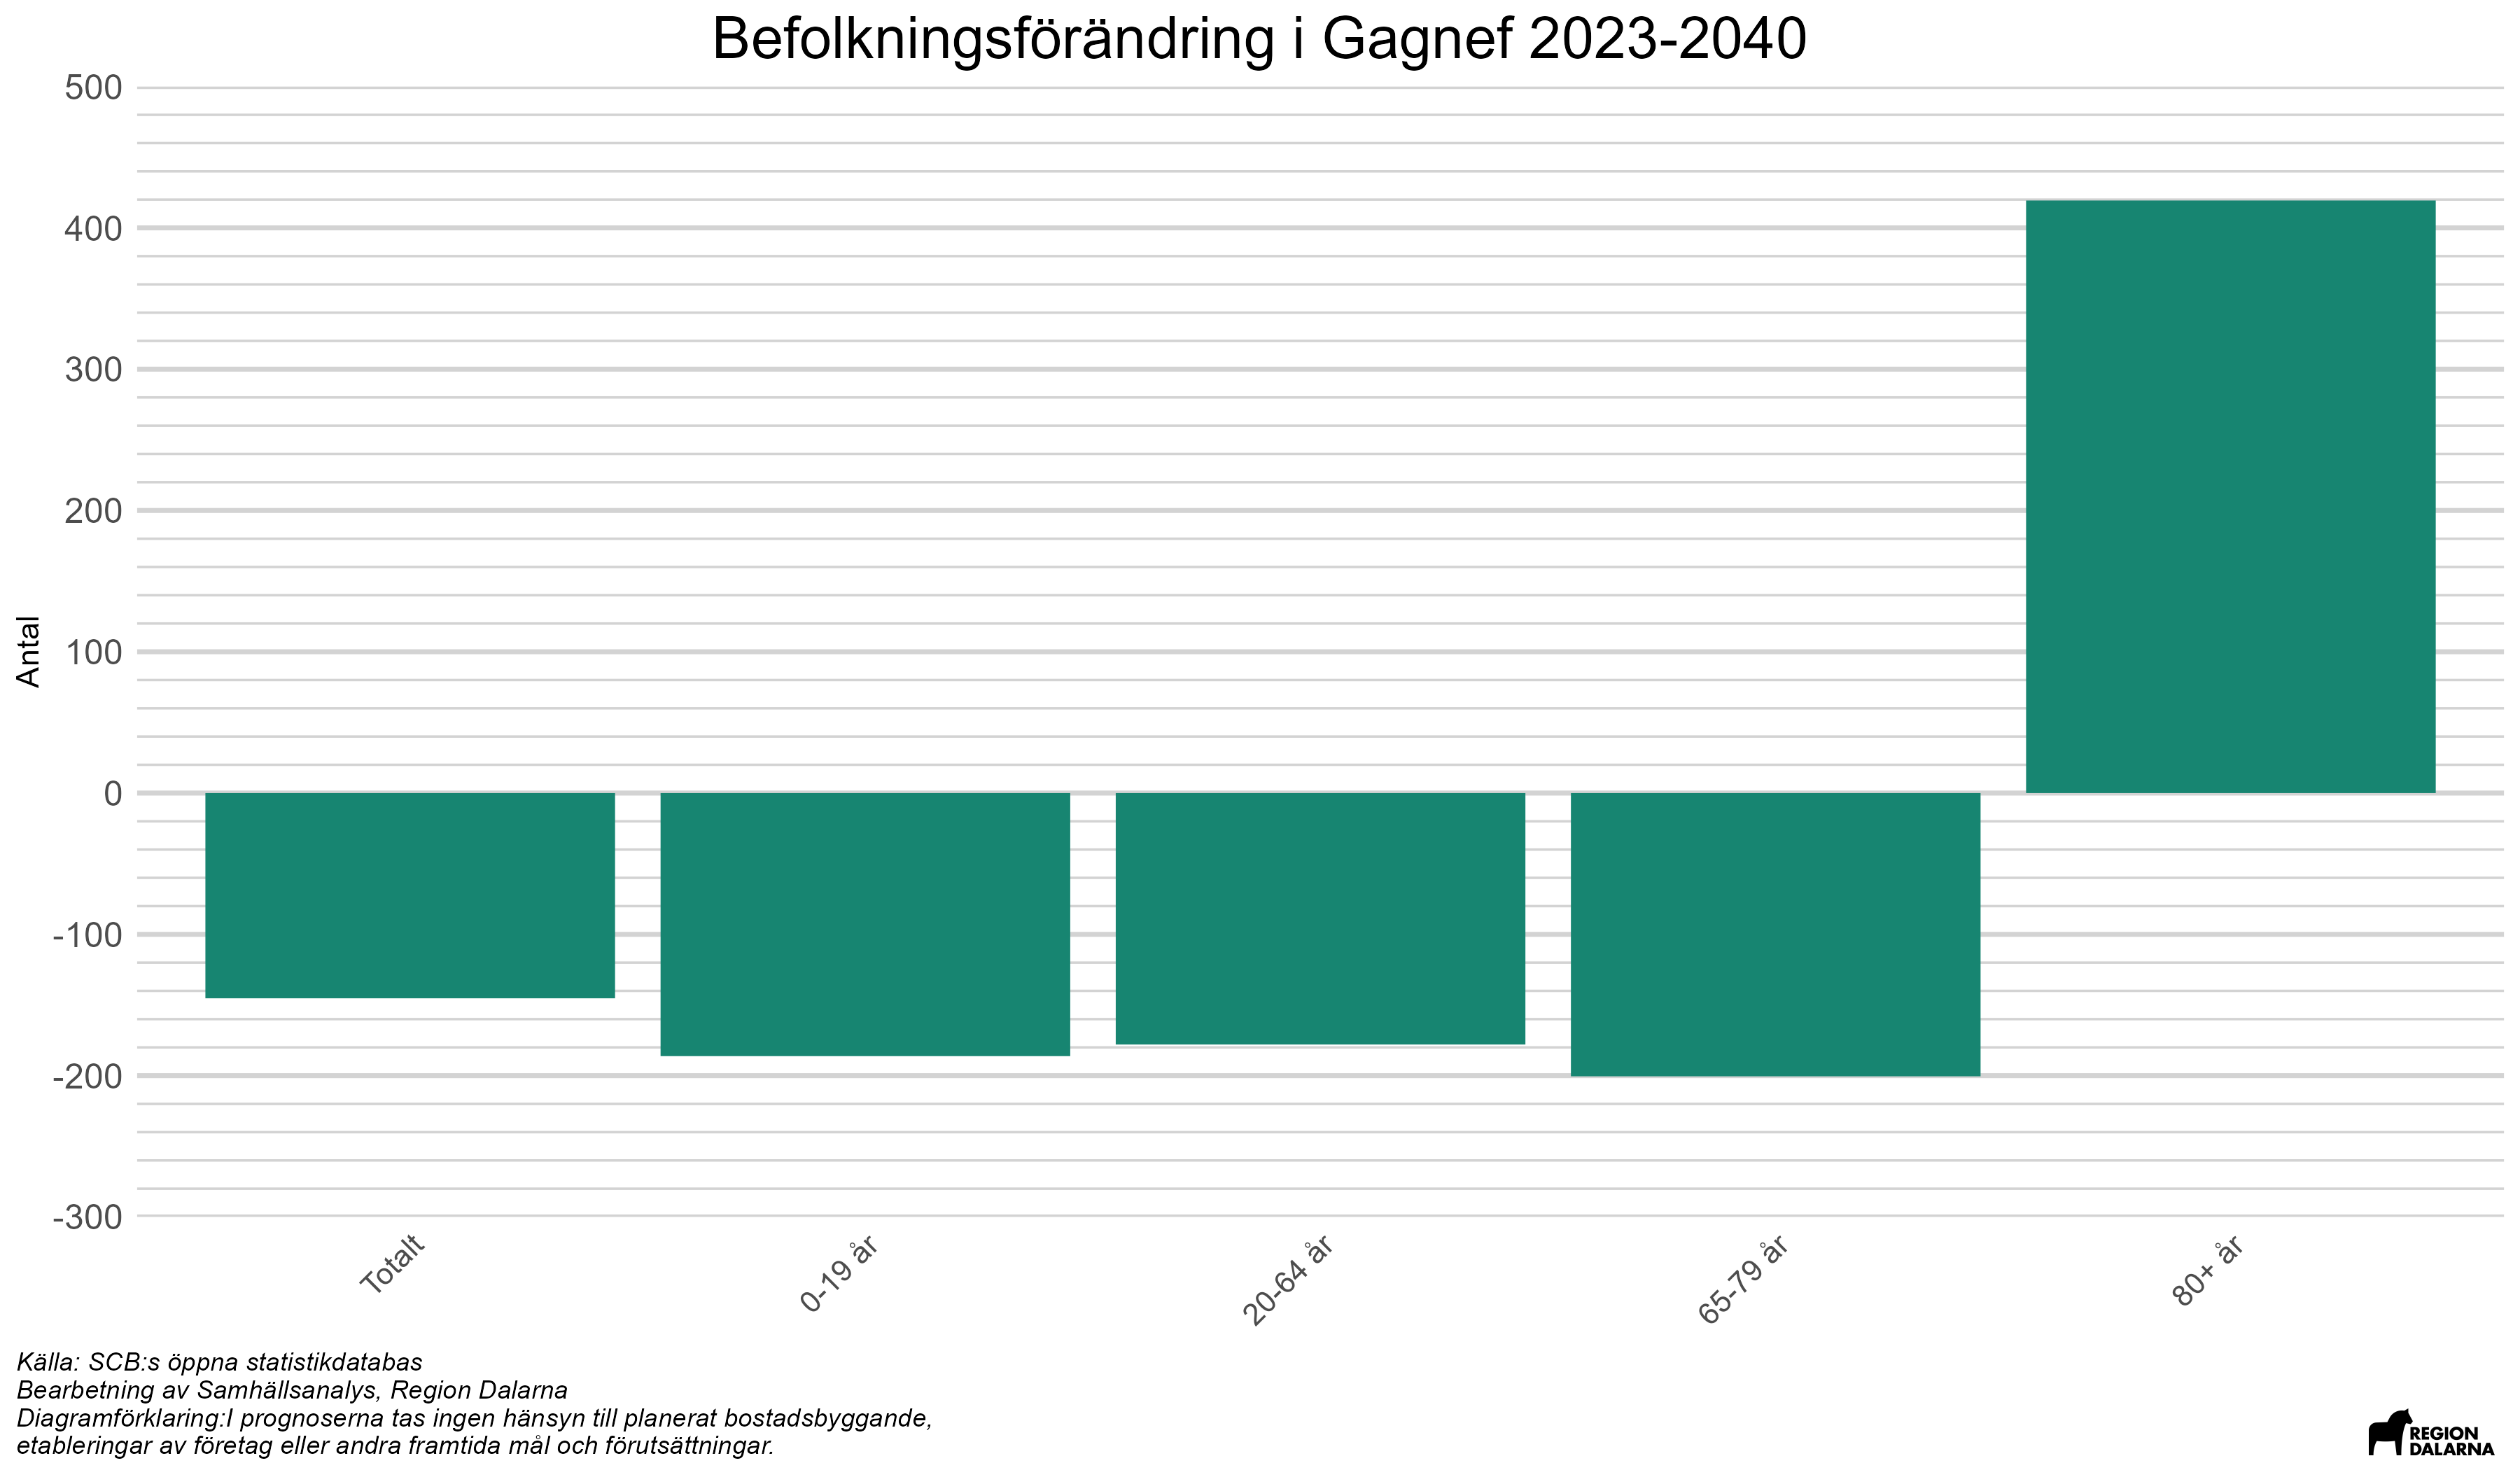 Befolkningsförändring i Gagnef 2023-2040
500
400
300
200
100
0
-100
-200
-300
Antal
Totalt
0-19 år
20-64 år
65-79 år
80+ år
Källa: SCB:s öppna statistikdatabas
Bearbetning av Samhällsanalys, Region Dalarna
Diagramförklaring:I prognoserna tas ingen hänsyn till planerat bostadsbyggande,
etableringar av företag eller andra framtida mål och förutsättningar.
REGION
DALARNA